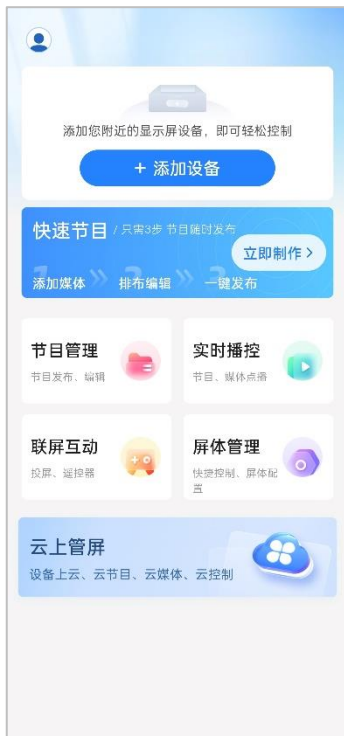 添加您附近的显示屏设备，即可轻松控制
+ 添加设备
快速节目 / 只需3步 节目随时发布
立即制作 >
1 添加媒体 » 2 排布编辑 » 3 一键发布
节目管理
节目发布、编辑
实时播控
节目、媒体点播
联屏互动
投屏、遥控器
屏体管理
快捷控制、屏体配
置
云上管屏
设备上云、云节目、云媒体、云控制